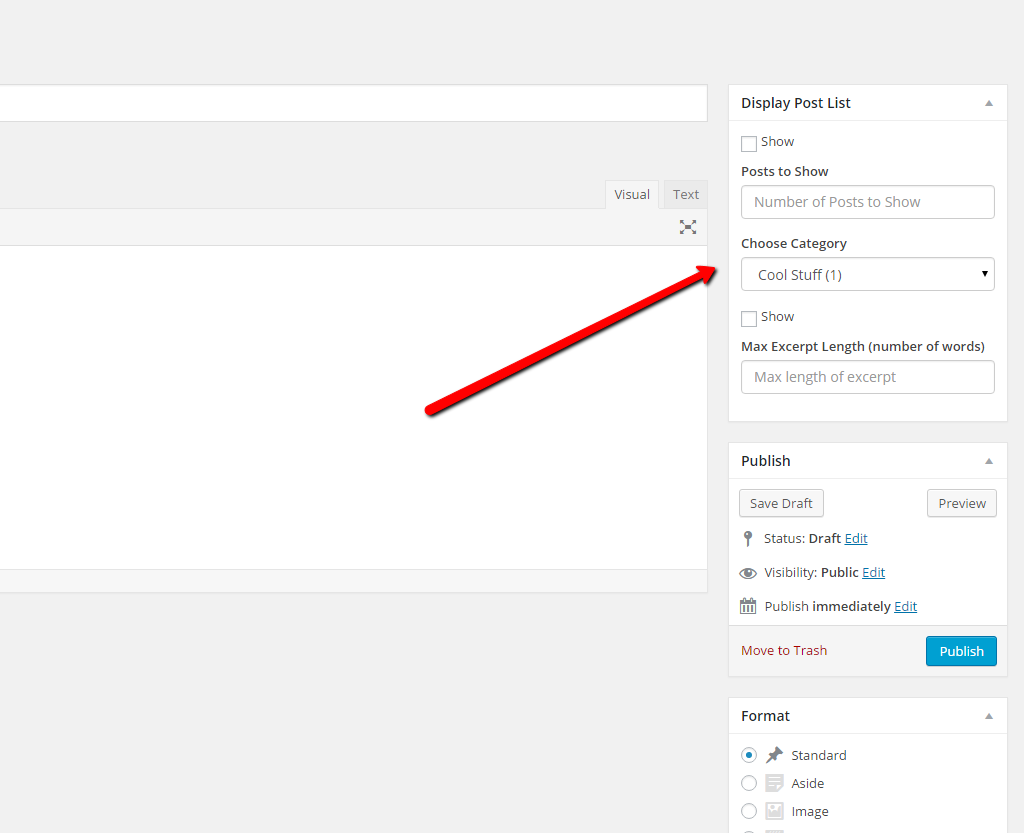 Visual
Text
Display Post List
Show
Posts to Show
Number of Posts to Show
Choose Category
Cool Stuff (1)
Show
Max Excerpt Length (number of words)
Max length of excerpt
Publish
Save Draft
Preview
Status: Draft Edit
Visibility: Public Edit
Publish immediately Edit
Move to Trash
Publish
Format
Standard
Aside
Image